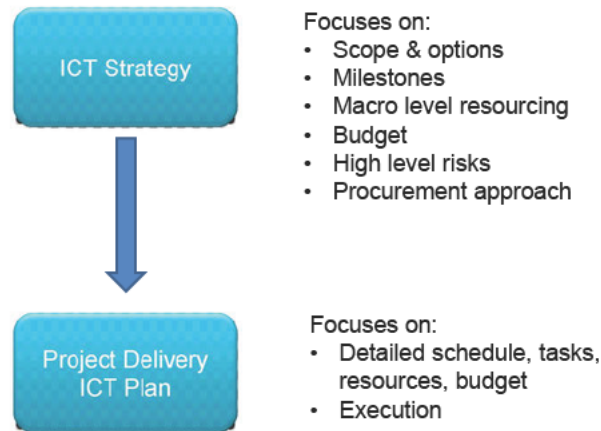 ICT Strategy
Focuses on:
• Scope & options
• Milestones
• Macro level resourcing
• Budget
• High level risks
• Procurement approach
Project Delivery
ICT Plan
Focuses on:
• Detailed schedule, tasks,
resources, budget
• Execution